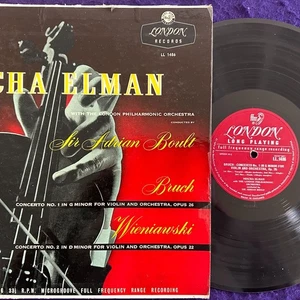 LONDON
RECORDS
LL 1486
CHA ELMAN
WITH THE LONDON PHILHARMONIC ORCHESTRA
CONDUCTED BY
Sir Adrian Boult
Bruch
CONCERTO NO. 1 IN G MINOR FOR VIOLIN AND ORCHESTRA, OPUS 26
Wieniawski
CONCERTO NO. 2 IN D MINOR FOR VIOLIN AND ORCHESTRA, OPUS 22
33⅓ R.P.M. MICROGROOVE FULL FREQUENCY RANGE RECORDING
LONDON
LONG PLAYING
full frequency range recording